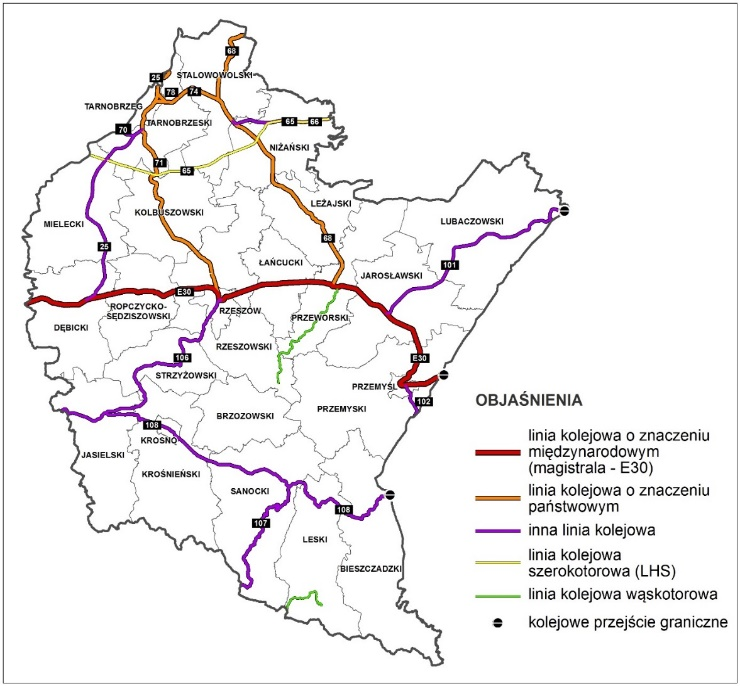 68
25
STALOWOWOLSKI
78
74
TARNOBRZEG
TARNOBRZESKI
70
65
66
NIŻAŃSKI
71
65
LEŻAJSKI
KOLBUSZOWSKI
MIELECKI
LUBACZOWSKI
68
25
ŁAŃCUCKI
101
JAROSŁAWSKI
E30
ROPCZYCKO-
SĘDZISZOWSKI
RZESZÓW
PRZEWORSKI
DĘBICKI
RZESZOWSKI
106
E30
STRZYŻOWSKI
PRZEMYŚL
102
BRZOZOWSKI
PRZEMYSKI
108
KROSNO
JASIELSKI
KROŚNIEŃSKI
SANOCKI
107
108
LESKI
BIESZCZADZKI
OBJAŚNIENIA
linia kolejowa o znaczeniu
międzynarodowym
(magistrala - E30)
linia kolejowa o znaczeniu
państwowym
inna linia kolejowa
linia kolejowa
szerokotorowa (LHS)
linia kolejowa wąskotorowa
kolejowe przejście graniczne